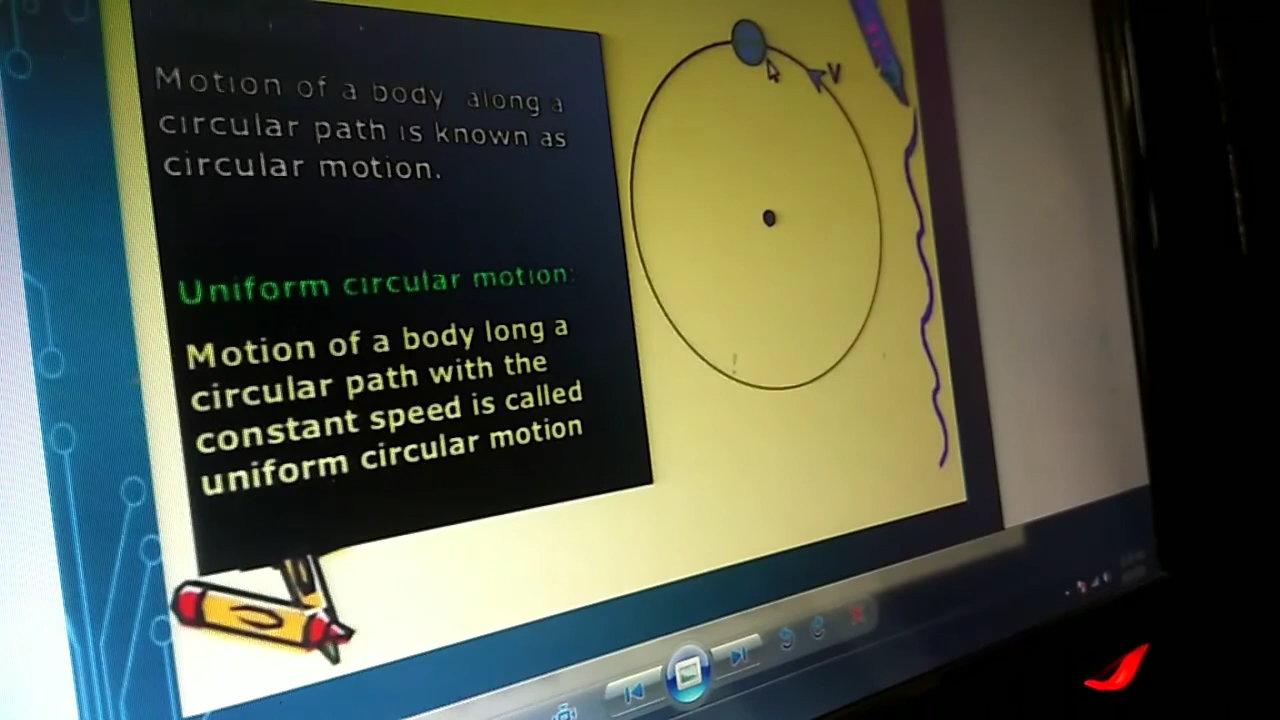 Motion of a body along a
circular path is known as
circular motion.
Uniform circular motion:
Motion of a body long a
circular path with the
constant speed is called
uniform circular motion
V